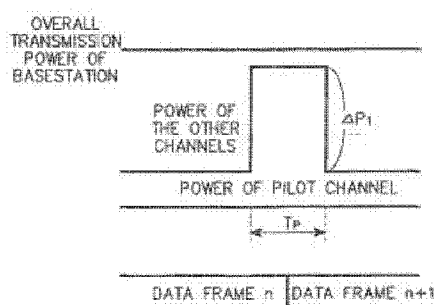 OVERALL
TRANSMISSION
POWER OF
BASESTATION
POWER OF
THE OTHER
CHANNELS
ΔP₁
POWER OF PILOT CHANNEL
Tp
DATA FRAME n DATA FRAME n+1